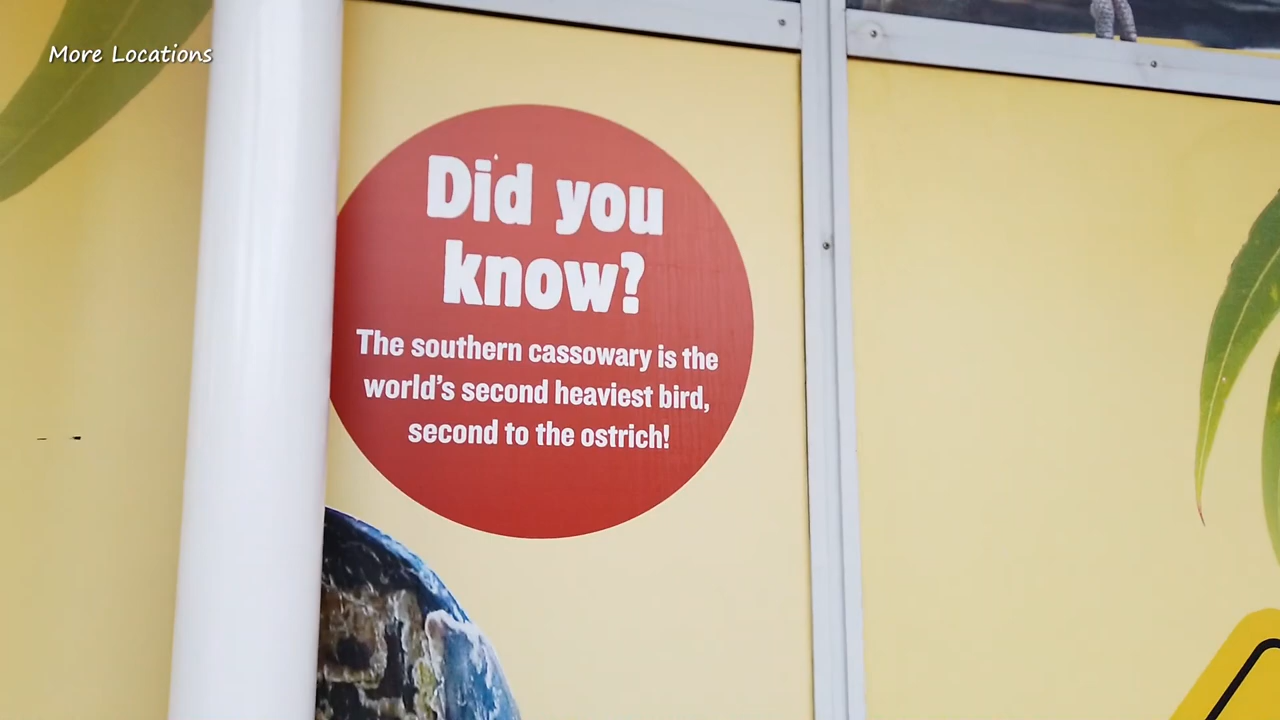 More Locations
Did you
know?
The southern cassowary is the
world's second heaviest bird,
second to the ostrich!